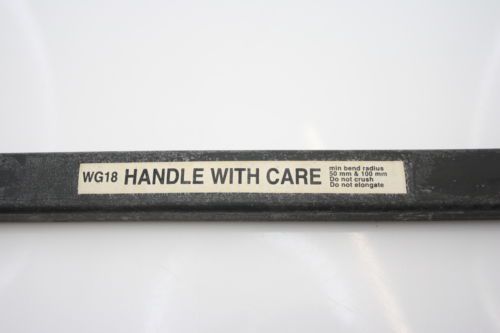 WG18 HANDLE WITH CARE
min bend radius
50 mm & 100 mm
Do not crush
Do not elongate